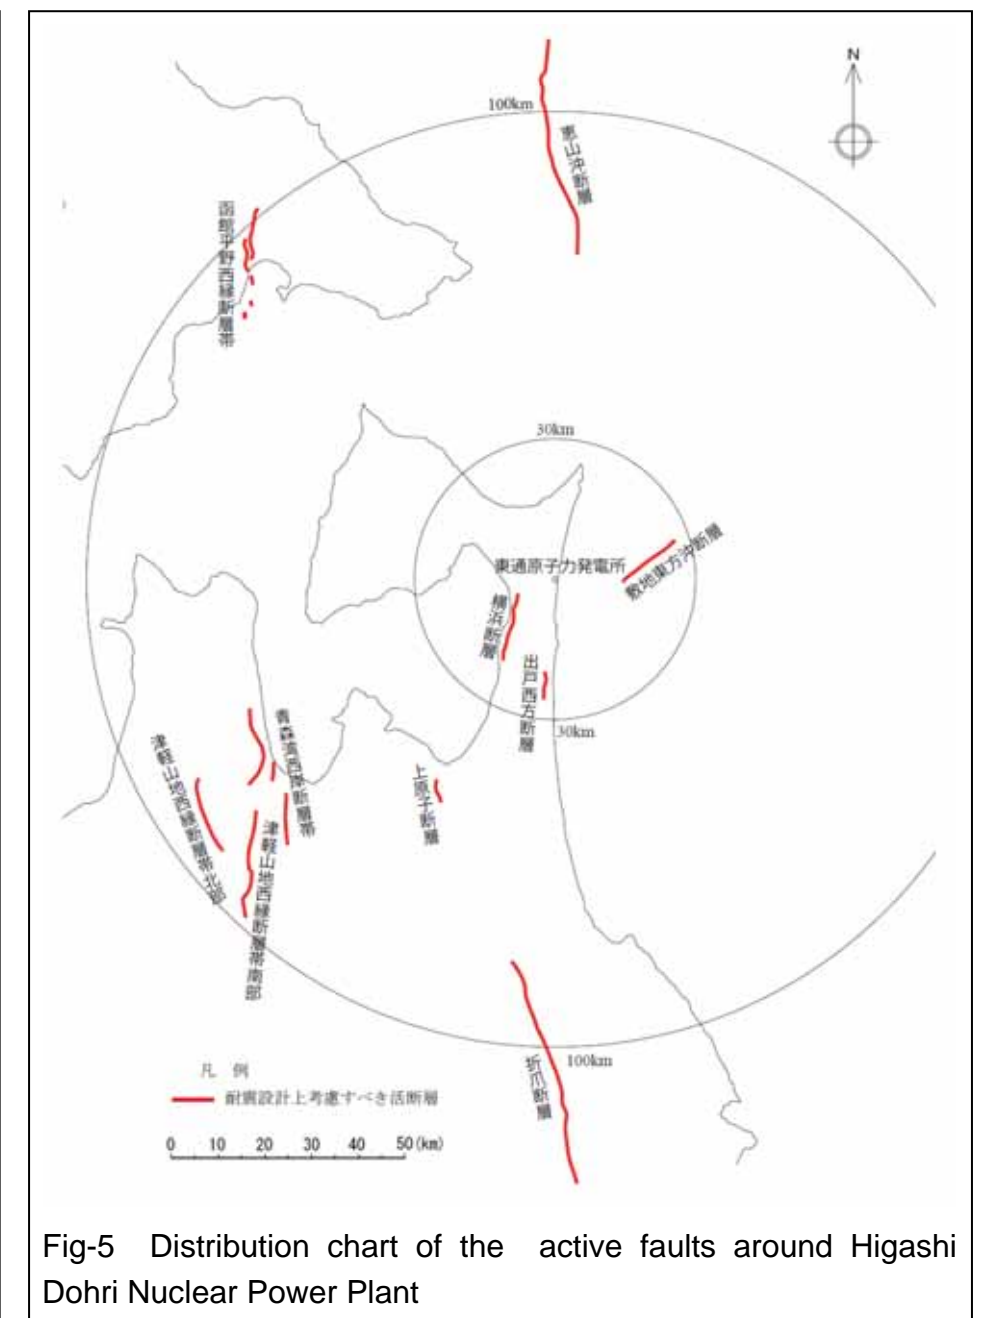 N
100km
恵山沖断層
函館平野西縁断層帯
30km
東通原子力発電所
敷地東方沖断層
横浜断層
出戸西方断層
30km
青森湾西岸断層帯
津軽山地西縁断層帯北部
上原子断層
津軽山地西縁断層帯南部
100km
折爪断層
凡 例
耐震設計上考慮すべき活断層
0 10 20 30 40 50(km)
Fig-5 Distribution chart of the active faults around Higashi
Dohri Nuclear Power Plant